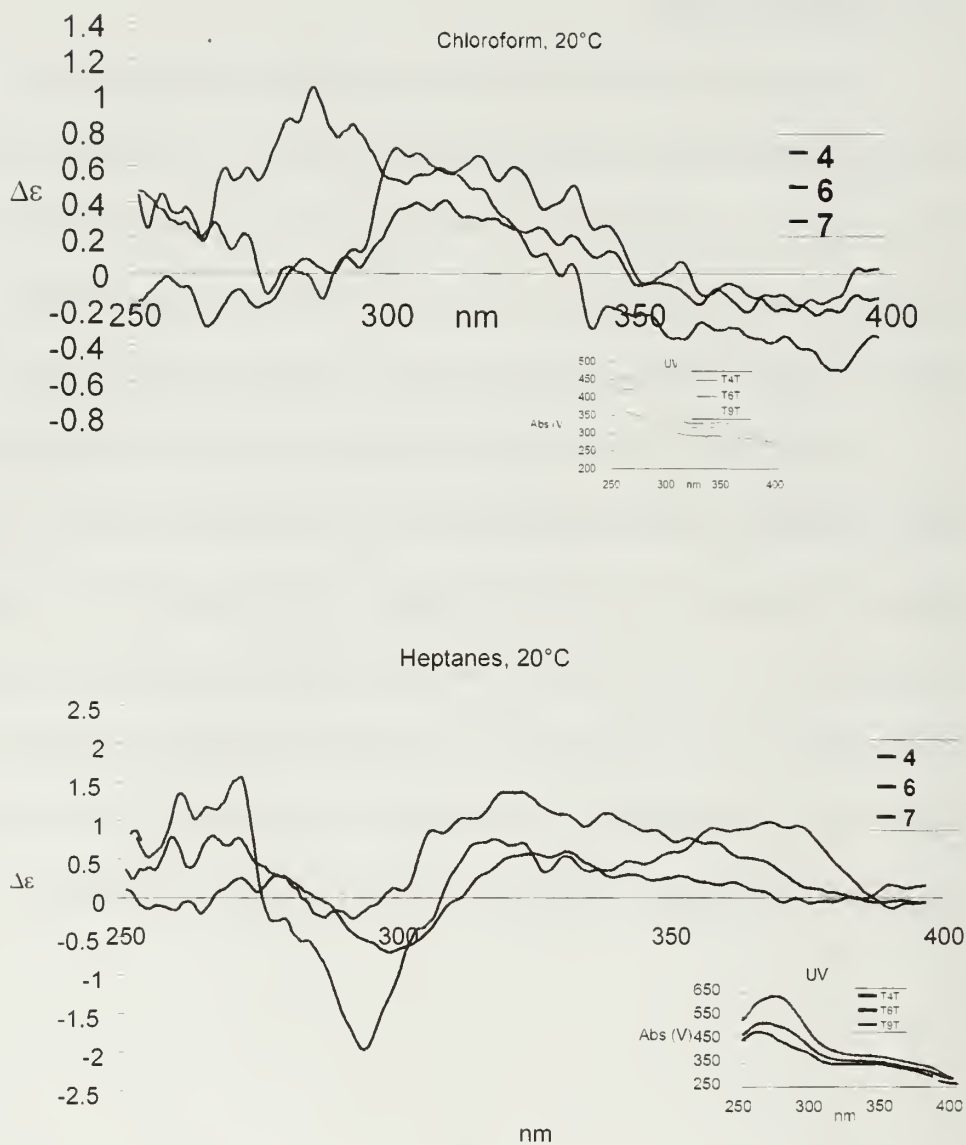 Chloroform, 20°C
1.4
1.2
1
0.8
0.6
0.4
0.2
0
-0.2
-0.4
-0.6
-0.8
Δε
250 300 nm 350 400
4
6
7
UV
500
450
400
350
300
250
200
Abs (V
T4T
T6T
T9T
250 300 nm 350 400
Heptanes, 20°C
2.5
2
1.5
1
0.5
0
-0.5
-1
-1.5
-2
-2.5
Δε
250 300 350 400
nm
4
6
7
UV
650
550
450
350
250
Abs (V)
T4T
T6T
T9T
250 300 350 400
nm